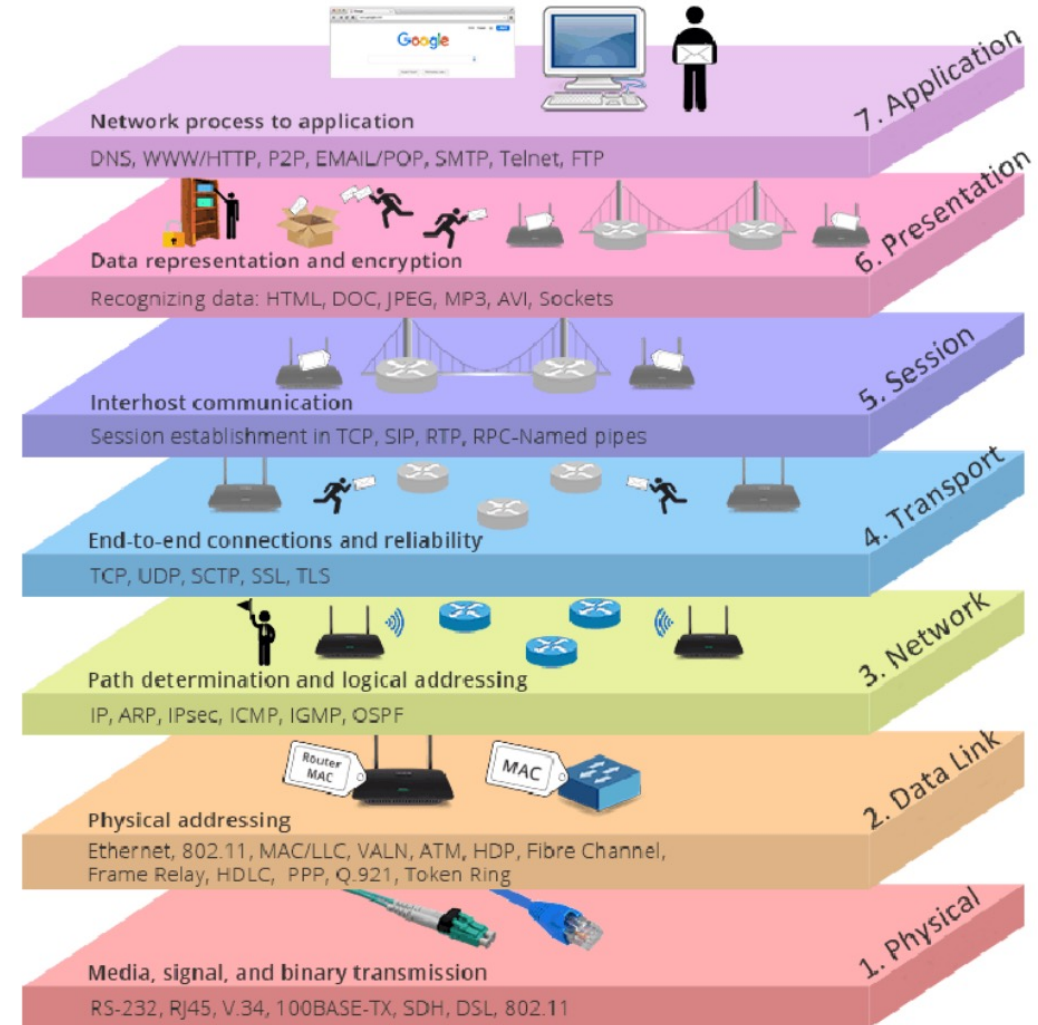 Google
7. Application
Network process to application
DNS, WWW/HTTP, P2P, EMAIL/POP, SMTP, Telnet, FTP
6. Presentation
Data representation and encryption
Recognizing data: HTML, DOC, JPEG, MP3, AVI, Sockets
5. Session
Interhost communication
Session establishment in TCP, SIP, RTP, RPC-Named pipes
4. Transport
End-to-end connections and reliability
TCP, UDP, SCTP, SSL, TLS
3. Network
Path determination and logical addressing
IP, ARP, IPsec, ICMP, IGMP, OSPF
2. Data Link
Router
MAC
MAC
Physical addressing
Ethernet, 802.11, MAC/LLC, VALN, ATM, HDP, Fibre Channel,
Frame Relay, HDLC, PPP, Q.921, Token Ring
1. Physical
Media, signal, and binary transmission
RS-232, RJ45, V.34, 100BASE-TX, SDH, DSL, 802.11